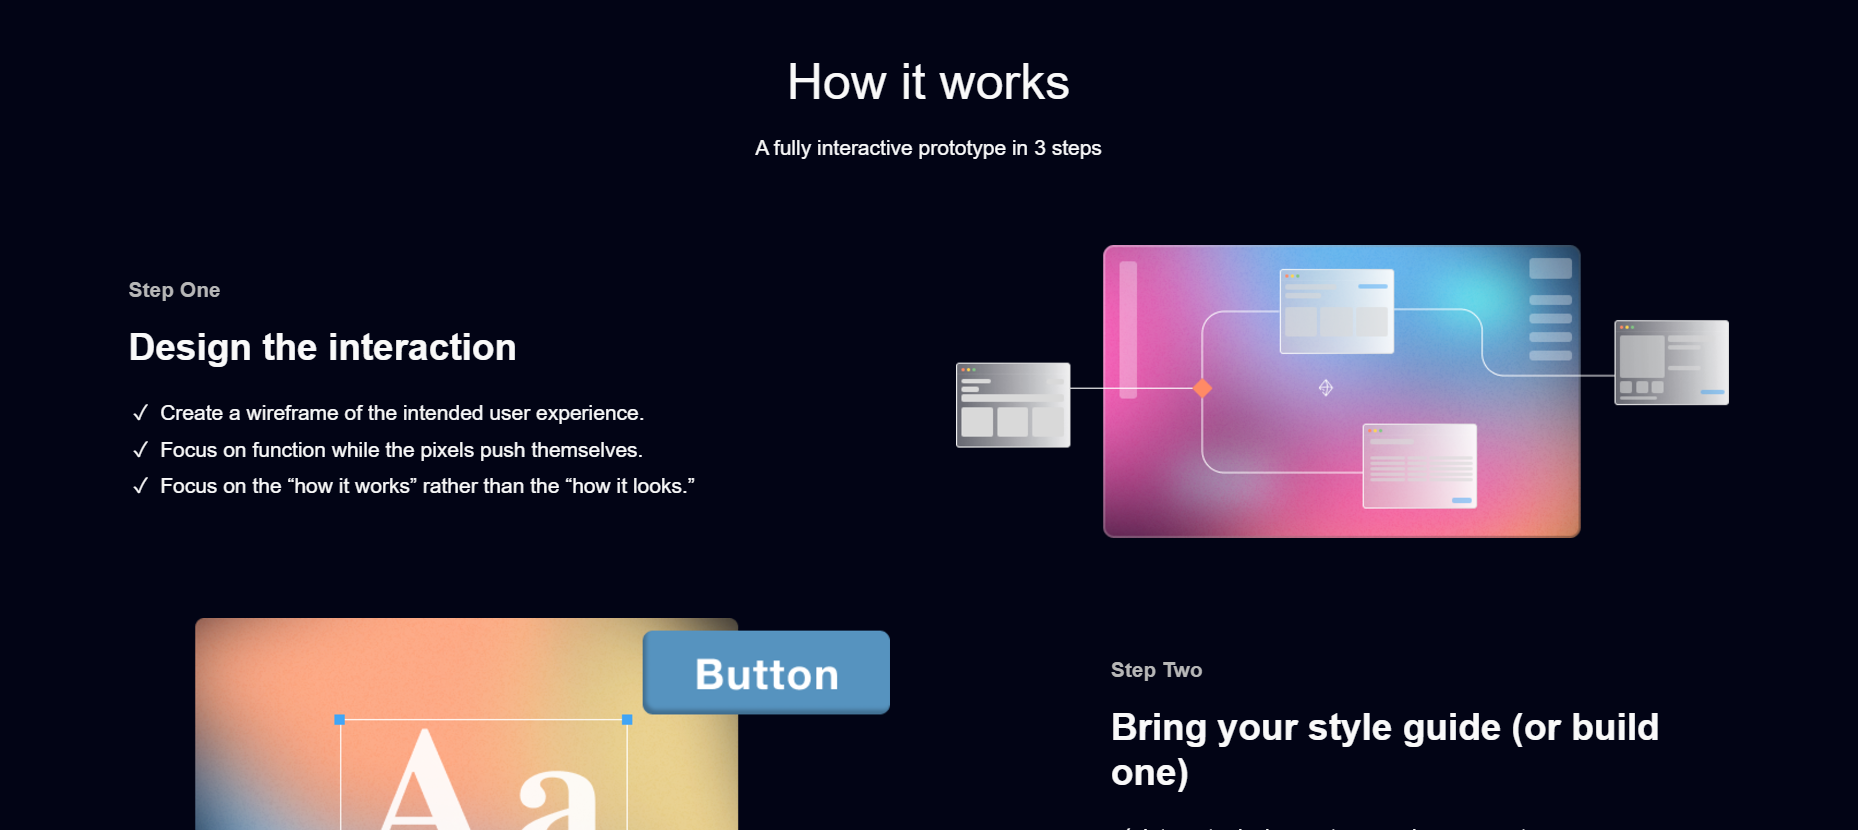 How it works
A fully interactive prototype in 3 steps
Step One
Design the interaction
✓ Create a wireframe of the intended user experience.
✓ Focus on function while the pixels push themselves.
✓ Focus on the “how it works” rather than the “how it looks.”
Button
Aa
Step Two
Bring your style guide (or build
one)